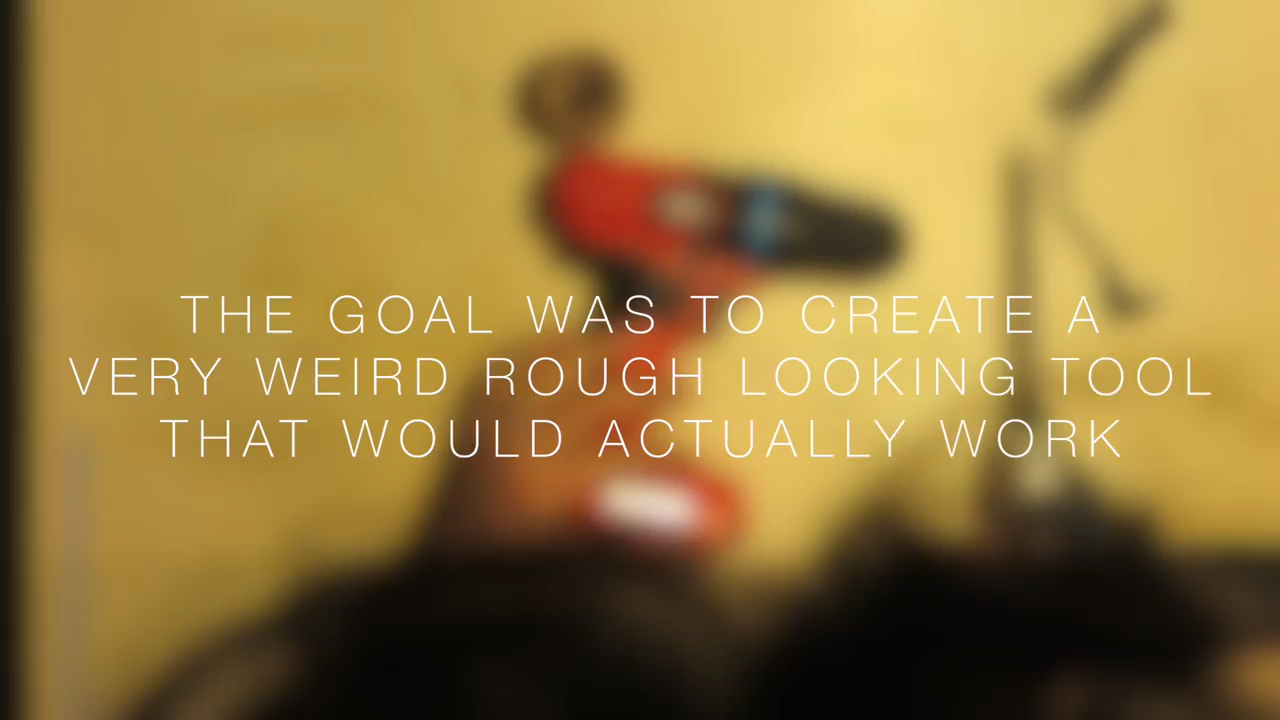 THE GOAL WAS TO CREATE A
VERY WEIRD ROUGH LOOKING TOOL
THAT WOULD ACTUALLY WORK